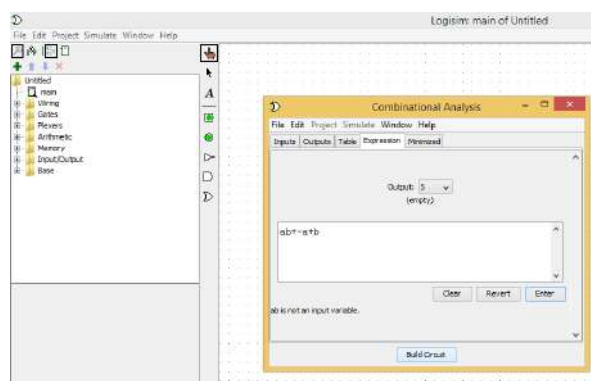 Logisim: main of Untitled
File Edit Project Simulate Window Help
Untitled
main
Wiring
Gates
Plexers
Arithmetic
Memory
Input/Output
Base
A
Combinational Analysis
File Edit Project Simulate Window Help
Inputs Outputs Table Expression Minimized
Output: S
(empty)
ab+~a+b
Clear Revert Enter
ab is not an input variable.
Build Circuit